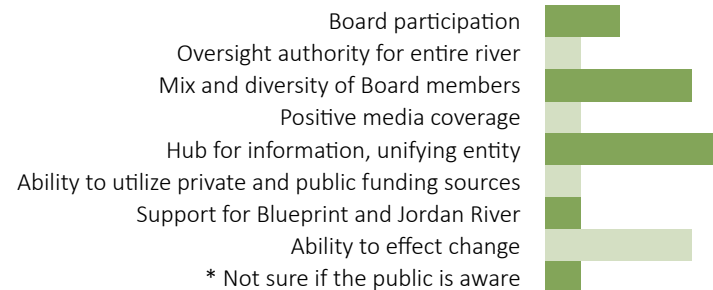 Board participation
Oversight authority for entire river
Mix and diversity of Board members
Positive media coverage
Hub for information, unifying entity
Ability to utilize private and public funding sources
Support for Blueprint and Jordan River
Ability to effect change
* Not sure if the public is aware